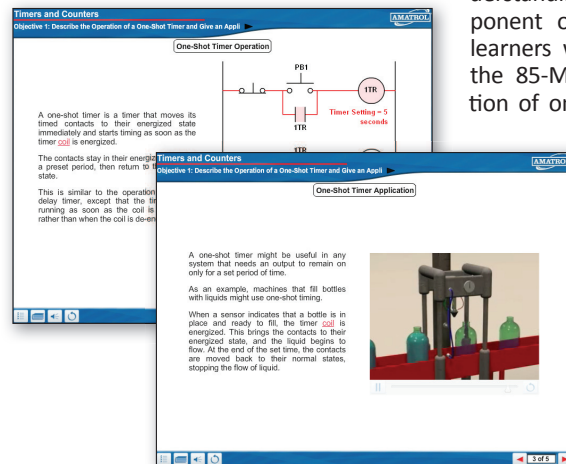 Timers and Counters
Objective 1: Describe the Operation of a One-Shot Timer and Give an Appli
AMATROL
One-Shot Timer Operation
A one-shot timer is a timer that moves its
timed contacts to their energized state
immediately and starts timing as soon as the
timer coil is energized.
The contacts stay in their
a preset period, then return to
state.
This is similar to the operation
delay timer, except that the
running as soon as the coil is
rather than when the coil is
PB1
1TR
1TR
Timer Setting = 5
seconds
1TR
ponent
learners
the 85-M
tion of
Timers and Counters
Objective 1: Describe the Operation of a One-Shot Timer and Give an Appli
One-Shot Timer Application
A one-shot timer might be useful in any
system that needs an output to remain on
only for a set period of time.
As an example, machines that fill bottles
with liquids might use one-shot timing.
When a sensor indicates that a bottle is in
place and ready to fill, the timer coil is
energized. This brings the contacts to their
energized state, and the liquid begins to
flow. At the end of the set time, the contacts
are moved back to their normal states,
stopping the flow of liquid.
3 of 5